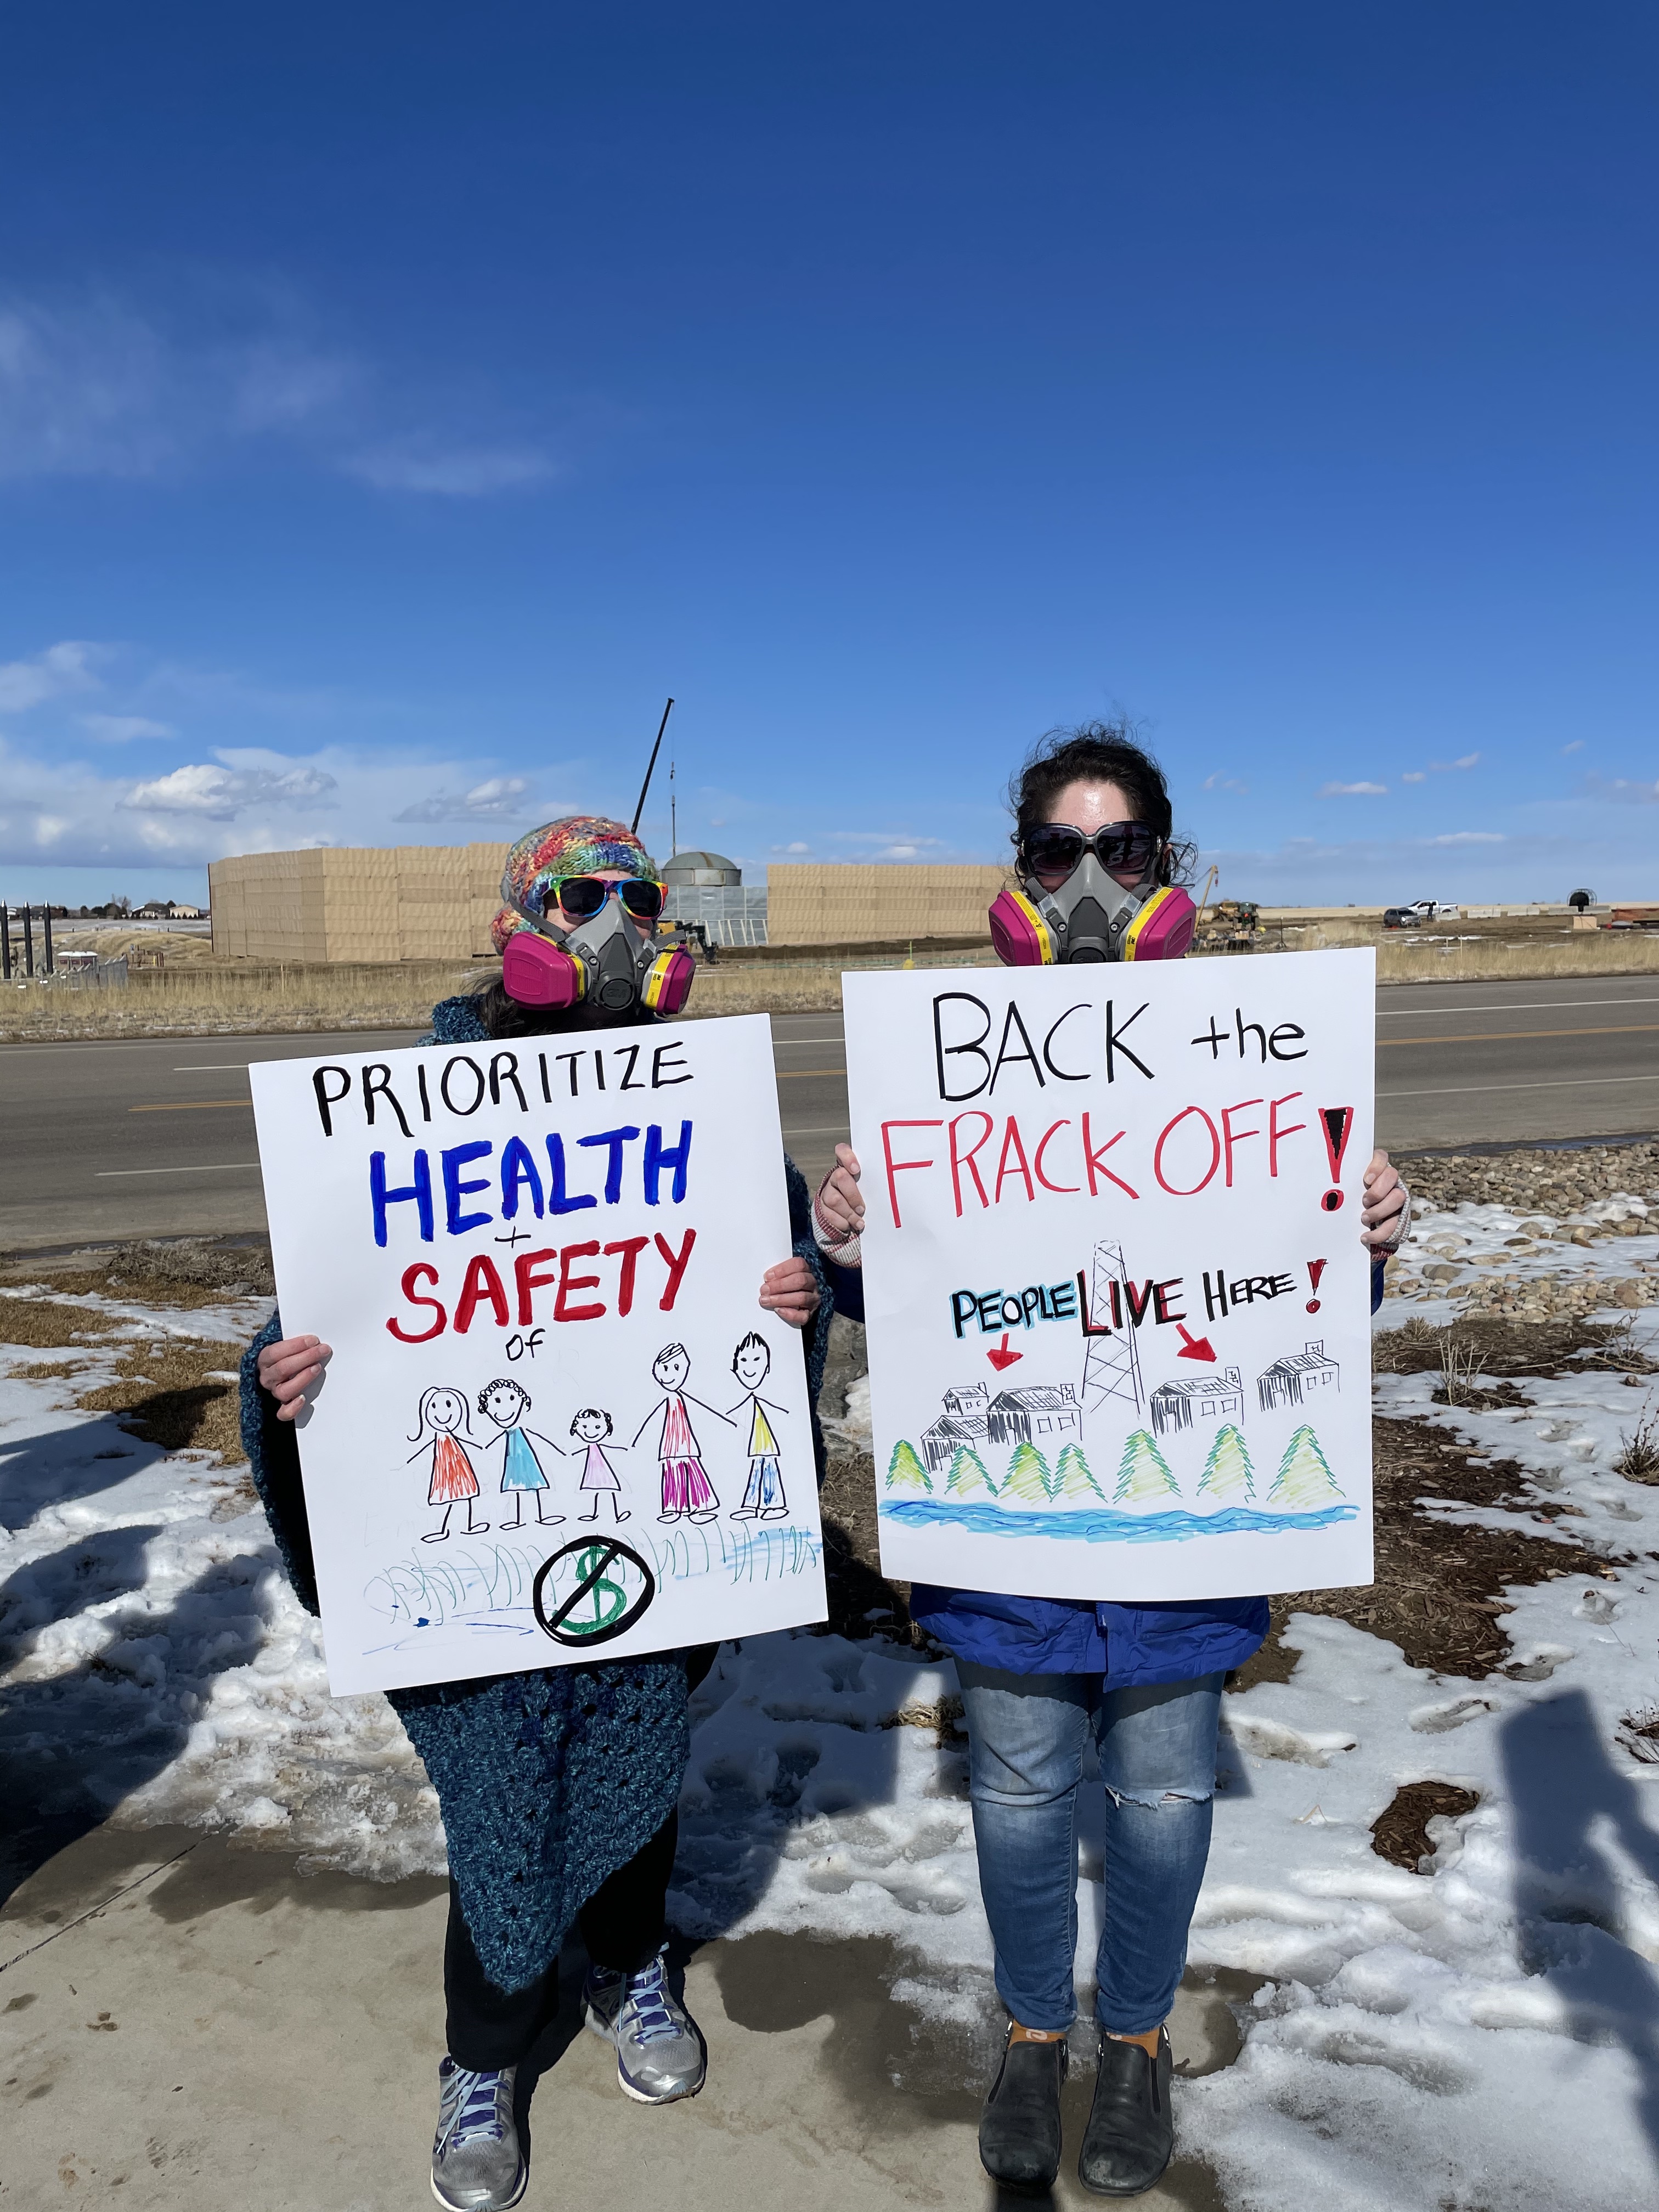 PRIORITIZE
HEALTH
+
SAFETY
of
$
BACK the
FRACK OFF!
PEOPLE LIVE HERE!